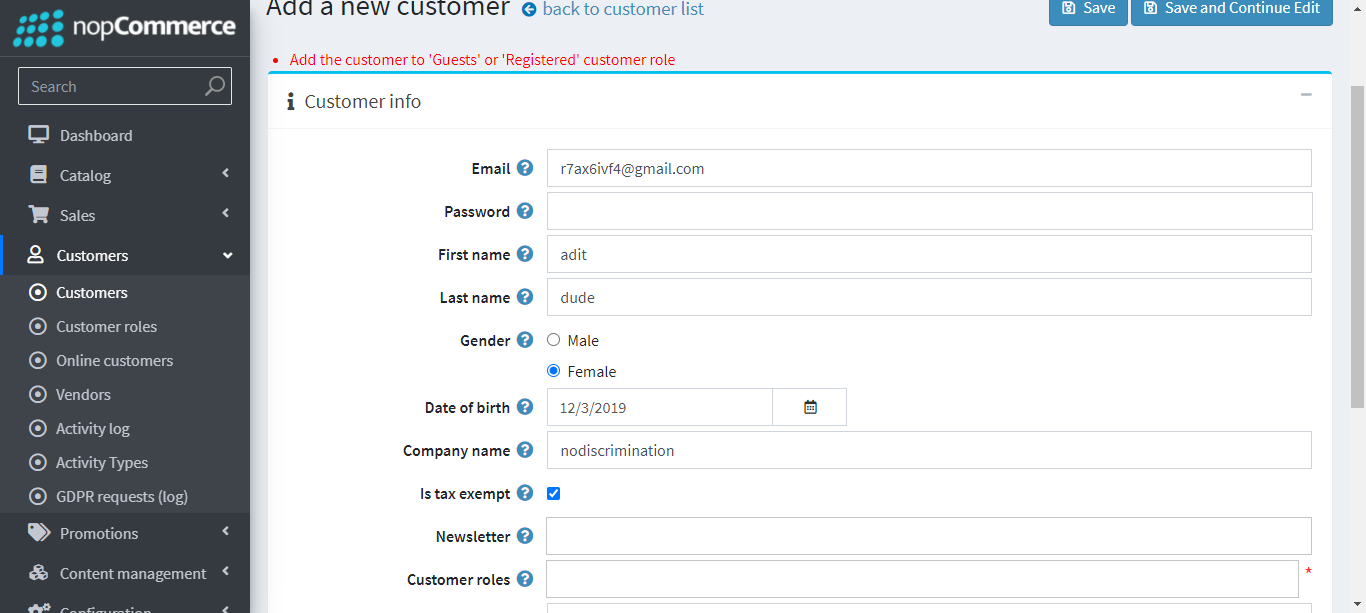 nopCommerce
Search
Dashboard
Catalog
Sales
Customers
Customers
Customer roles
Online customers
Vendors
Activity log
Activity Types
GDPR requests (log)
Promotions
Content management
Configuration
Add a new customer back to customer list
Save
Save and Continue Edit
Add the customer to 'Guests' or 'Registered' customer role
Customer info
Email r7ax6ivf4@gmail.com
Password
First name adit
Last name dude
Gender Male
Female
Date of birth 12/3/2019
Company name nodiscrimination
Is tax exempt
Newsletter
Customer roles *